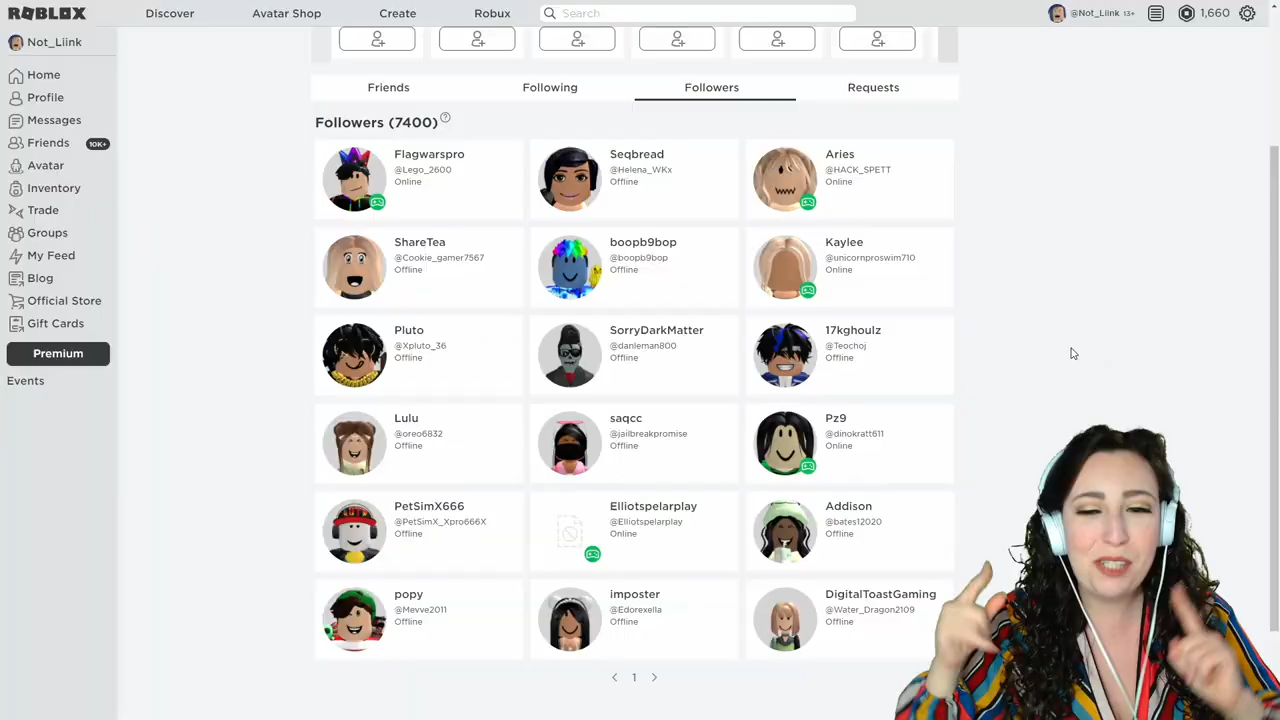 ROBLOX
Discover
Avatar Shop
Create
Robux
Search
@Not_Liink 13+
1,660
Not_Liink
Home
Profile
Messages
Friends
10K+
Avatar
Inventory
Trade
Groups
My Feed
Blog
Official Store
Gift Cards
Premium
Events
Friends
Following
Followers
Requests
Followers (7400)
Flagwarspro
@Lego_2600
Online
Seqbread
@Helena_WKx
Offline
Aries
@HACK_SPETT
Online
ShareTea
@Cookie_gamer7567
Offline
boopb9bop
@boopb9bop
Offline
Kaylee
@unicornproswim710
Online
Pluto
@Xpluto_36
Offline
SorryDarkMatter
@danleman800
Offline
17kghoulz
@Teochoj
Offline
Lulu
@oreo6832
Offline
saqcc
@jailbreakpromise
Offline
Pz9
@dinokratt611
Online
PetSimX666
@PetSimX_Xpro666X
Offline
Elliotspelarplay
@Elliotspelarplay
Online
Addison
@bates12020
Offline
popy
@Mevve2011
Offline
imposter
@Edorexella
Offline
DigitalToastGaming
@Water_Dragon2109
Offline
1